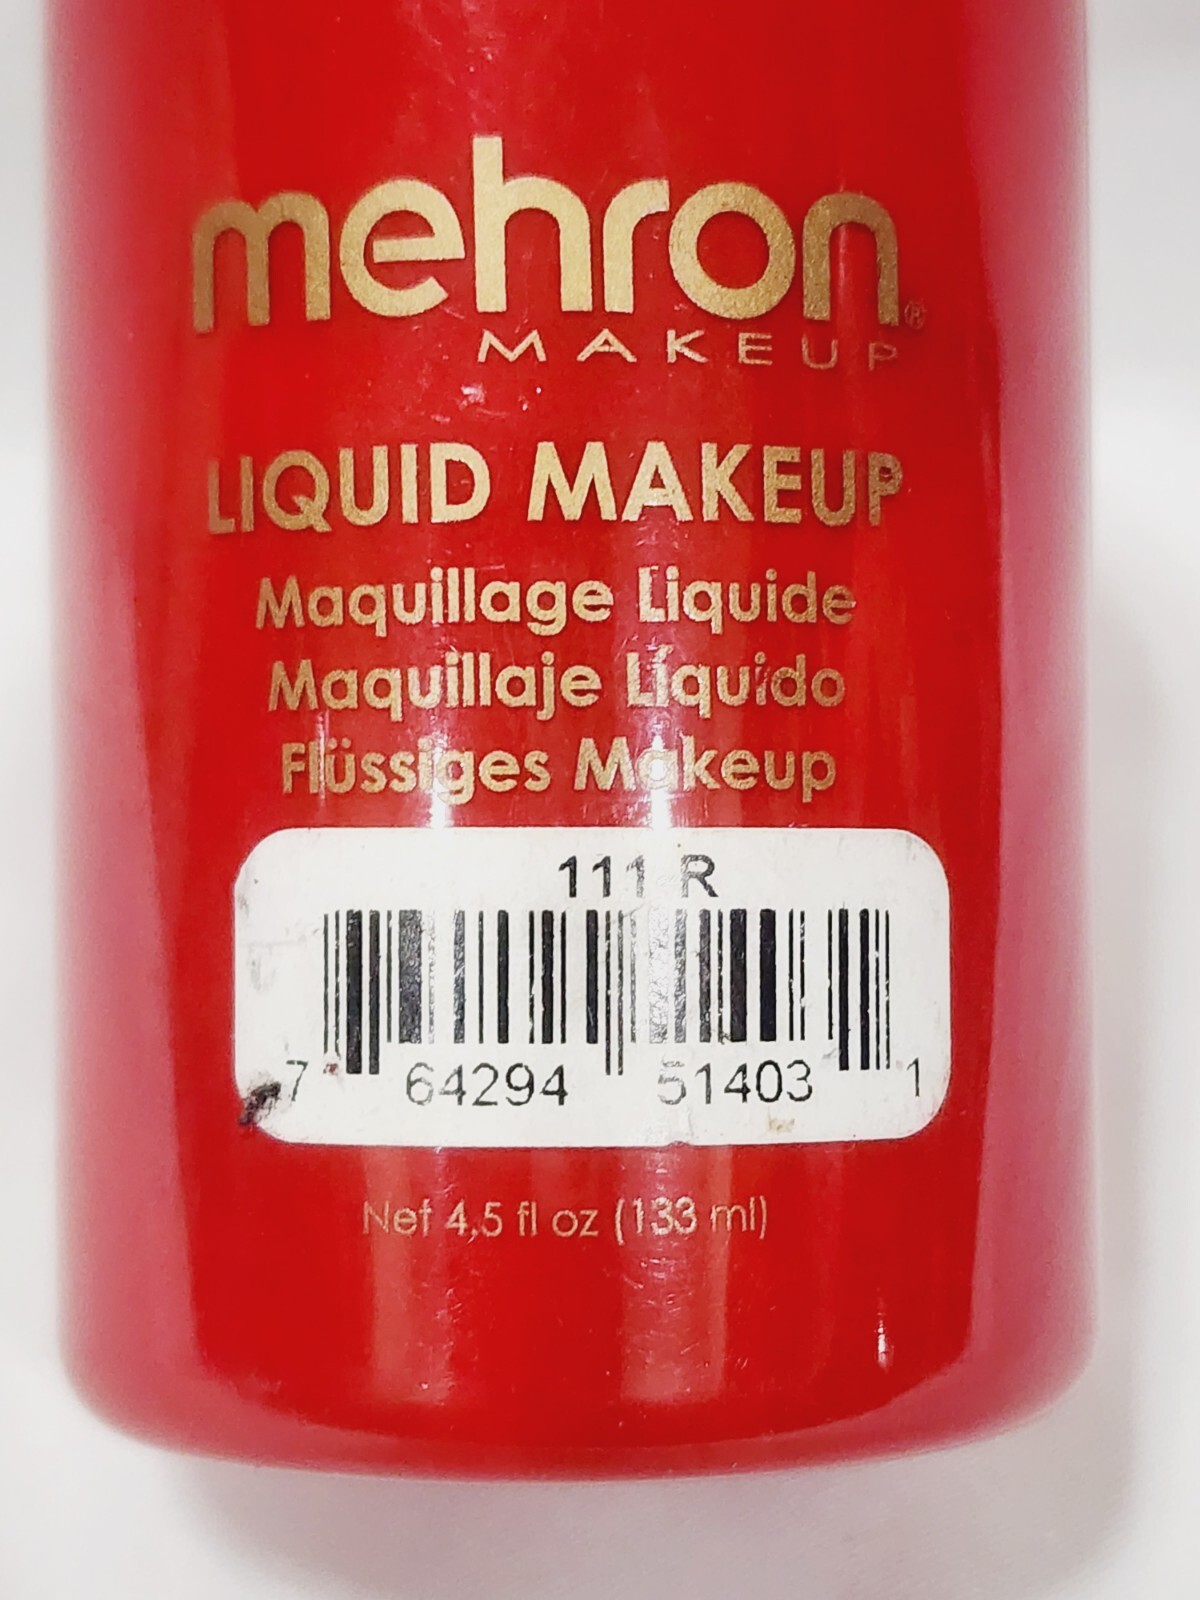 mehron®
MAKEUP
LIQUID MAKEUP
Maquillage Liquide
Maquillaje Líquido
Flüssiges Makeup
111 R
7 64294 51403 1
Net 4.5 fl oz (133 ml)